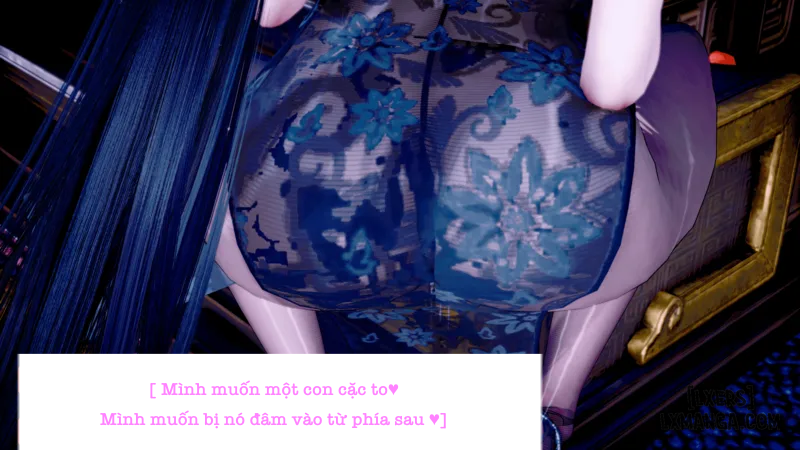 [ Mình muốn một con cặc to♥
Mình muốn bị nó đâm vào từ phía sau ♥]